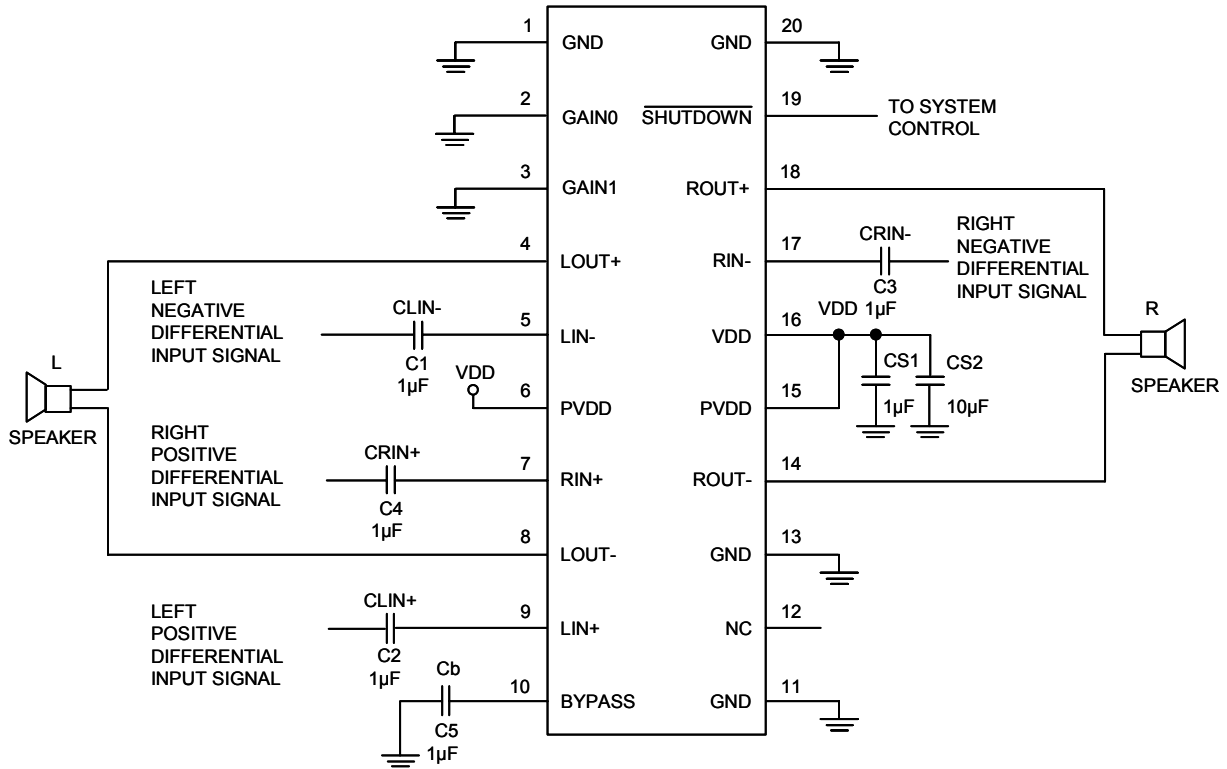 1
GND
GND
20
2
GAIN0
SHUTDOWN
19
TO SYSTEM
CONTROL
3
GAIN1
ROUT+
18
4
LOUT+
RIN-
17
CRIN-
C3
1µF
RIGHT
NEGATIVE
DIFFERENTIAL
INPUT SIGNAL
LEFT
NEGATIVE
DIFFERENTIAL
INPUT SIGNAL
CLIN-
C1
1µF
5
LIN-
VDD
16
VDD
CS1
1µF
CS2
10µF
R
SPEAKER
L
SPEAKER
VDD
6
PVDD
PVDD
15
RIGHT
POSITIVE
DIFFERENTIAL
INPUT SIGNAL
CRIN+
C4
1µF
7
RIN+
ROUT-
14
8
LOUT-
GND
13
LEFT
POSITIVE
DIFFERENTIAL
INPUT SIGNAL
CLIN+
C2
1µF
9
LIN+
NC
12
Cb
C5
1µF
10
BYPASS
GND
11